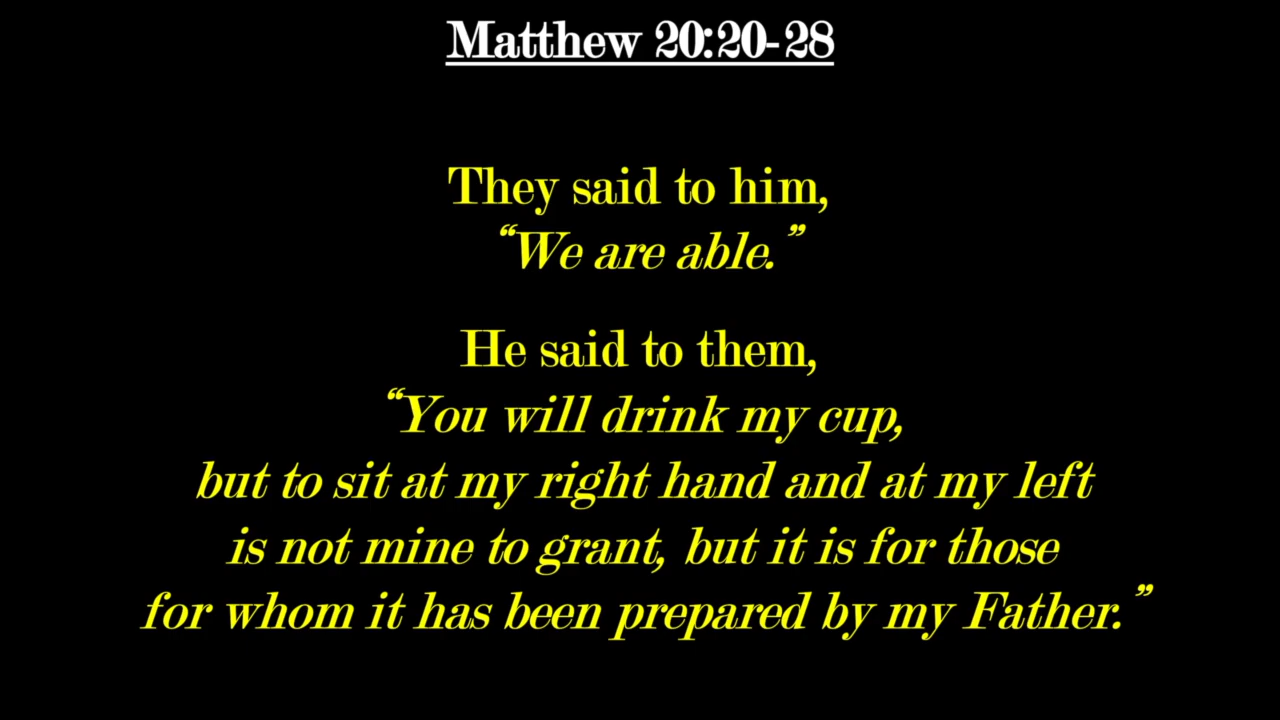 Matthew 20:20-28
They said to him,
“We are able.”
He said to them,
“You will drink my cup,
but to sit at my right hand and at my left
is not mine to grant, but it is for those
for whom it has been prepared by my Father.”